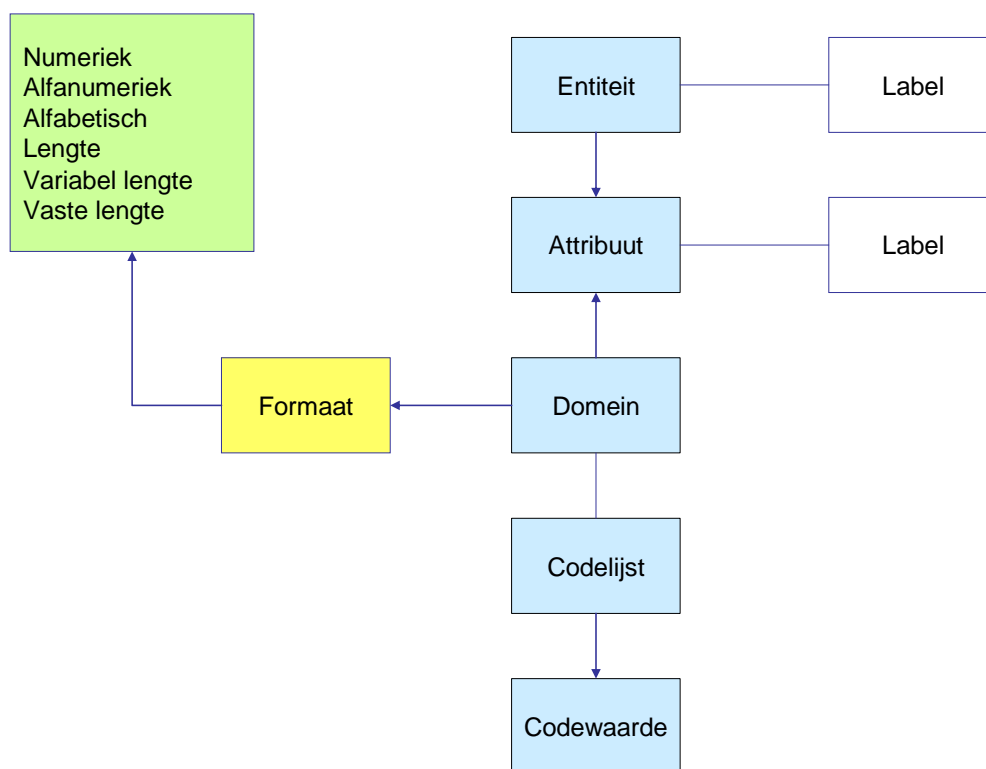 Numeriek
Alfanumeriek
Alfabetisch
Lengte
Variabel lengte
Vaste lengte
Entiteit
Label
Attribuut
Label
Formaat
Domein
Codelijst
Codewaarde